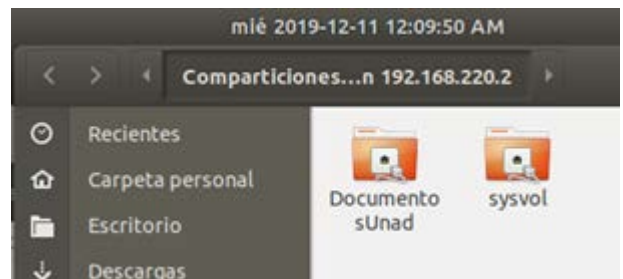 mié 2019-12-11 12:09:50 AM
Comparticiones…n 192.168.220.2
Recientes
Carpeta personal
Escritorio
Descargas
Documento
sUnad
sysvol